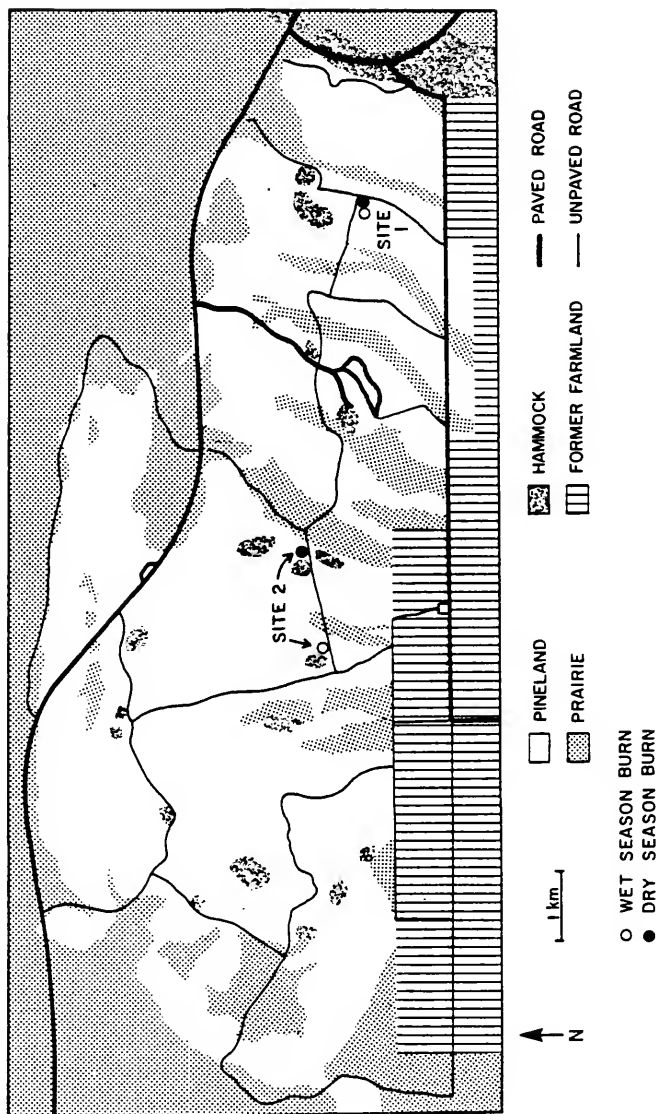 SITE 1
SITE 2
PINELAND
PRAIRIE
HAMMOCK
FORMER FARMLAND
PAVED ROAD
UNPAVED ROAD
1 km
N
WET SEASON BURN
DRY SEASON BURN